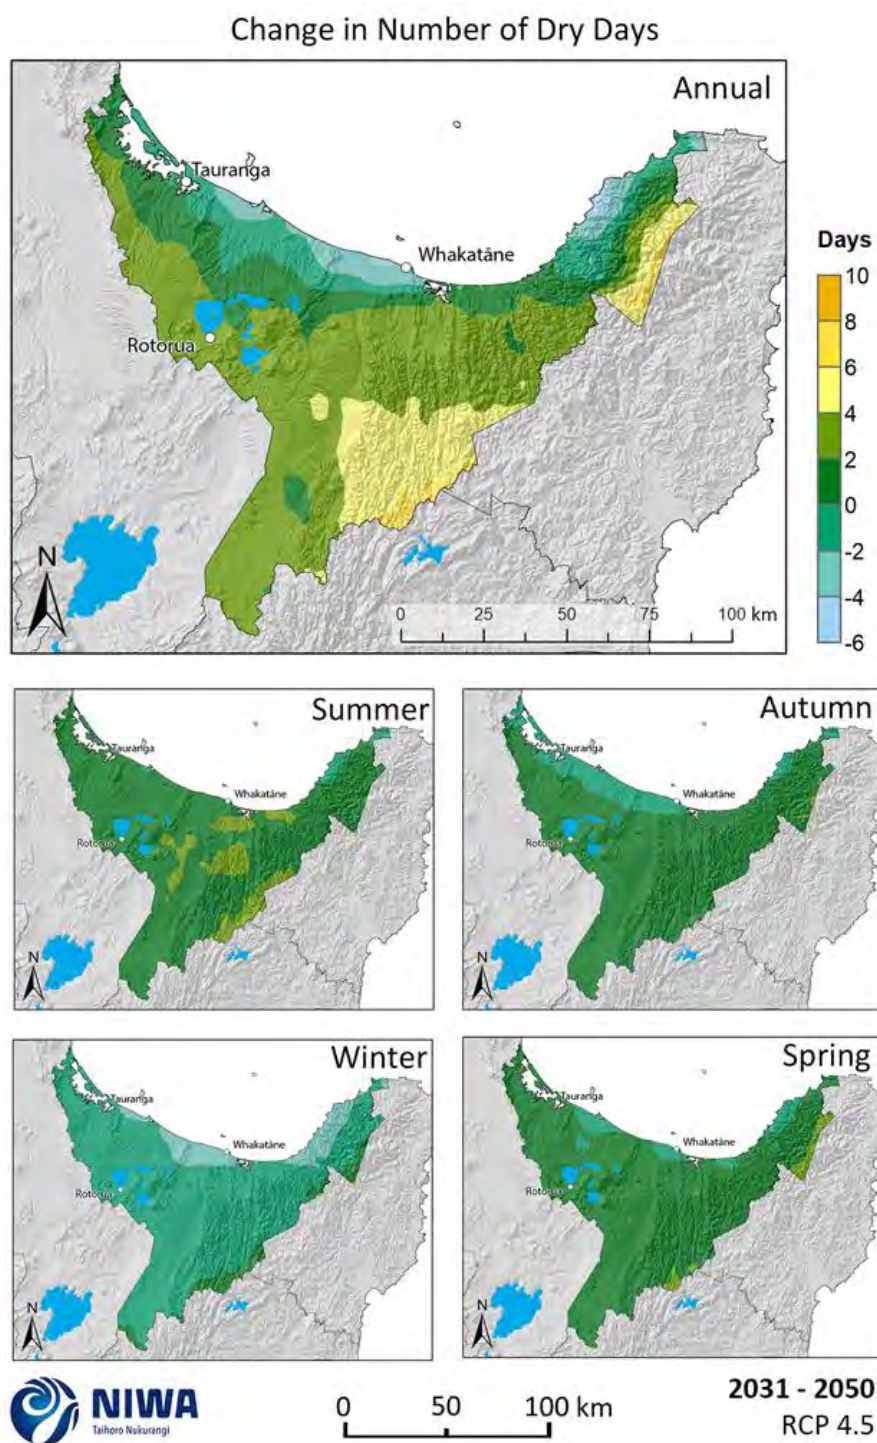 Change in Number of Dry Days
Annual
Tauranga
Whakatāne
Rotorua
N
0 25 50 75 100 km
Days
10
8
6
4
2
0
-2
-4
-6
Summer
Tauranga
Whakatāne
Rotorua
N
Autumn
Tauranga
Whakatāne
Rotorua
N
Winter
Tauranga
Whakatāne
Rotorua
N
Spring
Tauranga
Whakatāne
Rotorua
N
NIWA
Taihoro Nukurangi
0 50 100 km
2031 - 2050
RCP 4.5